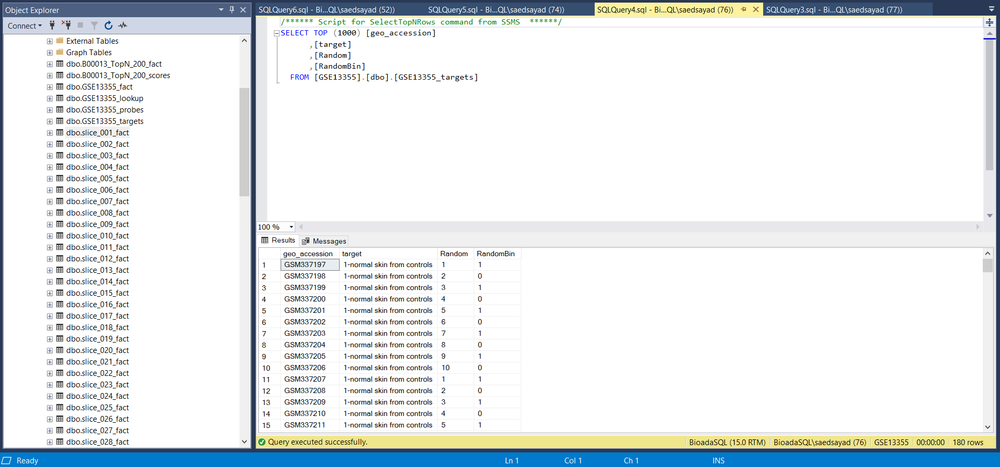 Object Explorer
Connect
External Tables
Graph Tables
dbo.B00013_TopN_200_fact
dbo.B00013_TopN_200_scores
dbo.GSE13355_fact
dbo.GSE13355_lookup
dbo.GSE13355_probes
dbo.GSE13355_targets
dbo.slice_001_fact
dbo.slice_002_fact
dbo.slice_003_fact
dbo.slice_004_fact
dbo.slice_005_fact
dbo.slice_006_fact
dbo.slice_007_fact
dbo.slice_008_fact
dbo.slice_009_fact
dbo.slice_010_fact
dbo.slice_011_fact
dbo.slice_012_fact
dbo.slice_013_fact
dbo.slice_014_fact
dbo.slice_015_fact
dbo.slice_016_fact
dbo.slice_017_fact
dbo.slice_018_fact
dbo.slice_019_fact
dbo.slice_020_fact
dbo.slice_021_fact
dbo.slice_022_fact
dbo.slice_023_fact
dbo.slice_024_fact
dbo.slice_025_fact
dbo.slice_026_fact
dbo.slice_027_fact
dbo.slice_028_fact
SQLQuery6.sql - Bi...QL\saedsayad (52)) SQLQuery5.sql - Bi...QL\saedsayad (74)) SQLQuery4.sql - Bi...QL\saedsayad (76)) SQLQuery3.sql - Bi...QL\saedsayad (77))
/****** Script for SelectTopNRows command from SSMS ******/
SELECT TOP (1000) [geo_accession]
,[target]
,[Random]
,[RandomBin]
FROM [GSE13355].[dbo].[GSE13355_targets]
100 %
Results Messages
geo_accession target Random RandomBin
1 GSM337197 1-normal skin from controls 1 1
2 GSM337198 1-normal skin from controls 2 0
3 GSM337199 1-normal skin from controls 3 1
4 GSM337200 1-normal skin from controls 4 0
5 GSM337201 1-normal skin from controls 5 1
6 GSM337202 1-normal skin from controls 6 0
7 GSM337203 1-normal skin from controls 7 1
8 GSM337204 1-normal skin from controls 8 0
9 GSM337205 1-normal skin from controls 9 1
10 GSM337206 1-normal skin from controls 10 0
11 GSM337207 1-normal skin from controls 1 1
12 GSM337208 1-normal skin from controls 2 0
13 GSM337209 1-normal skin from controls 3 1
14 GSM337210 1-normal skin from controls 4 0
15 GSM337211 1-normal skin from controls 5 1
Query executed successfully. BioadaSQL (15.0 RTM) BioadaSQL\saedsayad (76) GSE13355 00:00:00 180 rows
Ready Ln 1 Col 1 Ch 1 INS